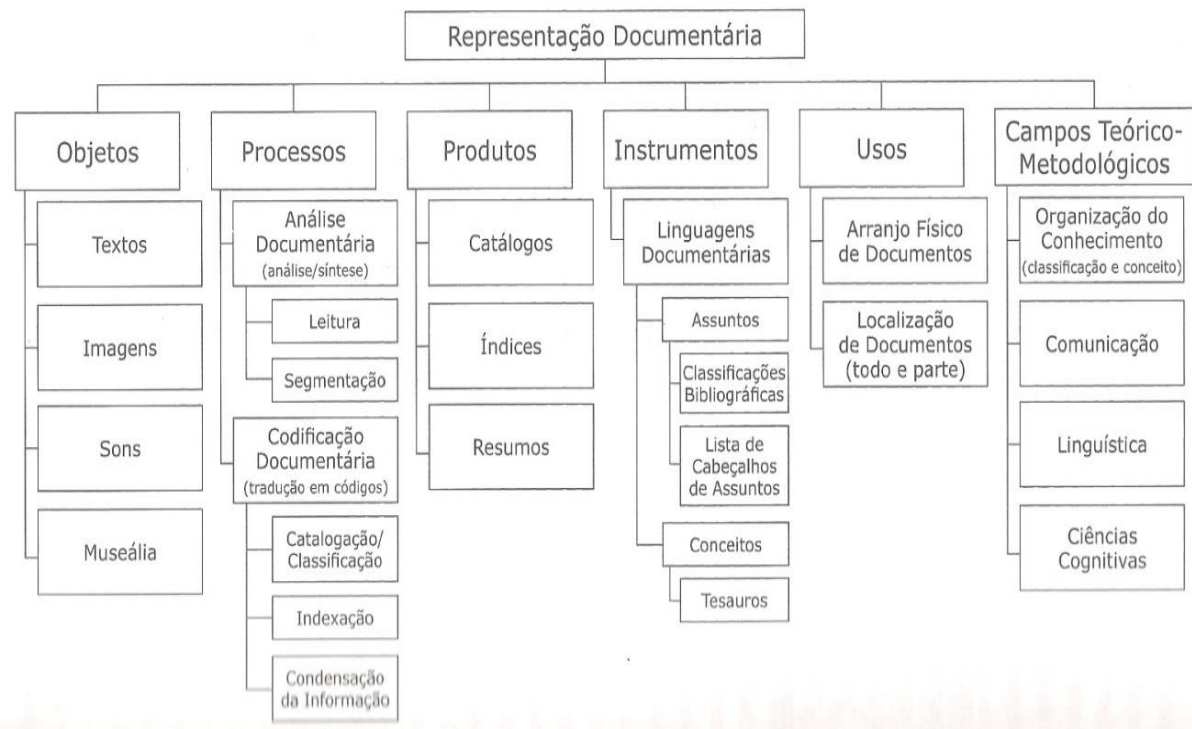 Representação Documentária
Objetos
Textos
Imagens
Sons
Museália
Processos
Análise
Documentária
(análise/síntese)
Leitura
Segmentação
Codificação
Documentária
(tradução em códigos)
Catalogação/
Classificação
Indexação
Condensação
da Informação
Produtos
Catálogos
Índices
Resumos
Instrumentos
Linguagens
Documentárias
Assuntos
Classificações
Bibliográficas
Lista de
Cabeçalhos
de Assuntos
Conceitos
Tesauros
Usos
Arranjo Físico
de Documentos
Localização
de Documentos
(todo e parte)
Campos Teórico-
Metodológicos
Organização do
Conhecimento
(classificação e conceito)
Comunicação
Linguística
Ciências
Cognitivas